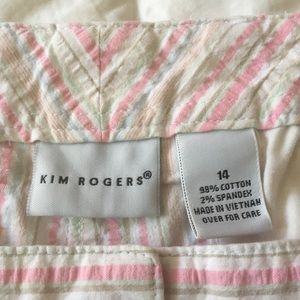 KIM ROGERS®
14
98% COTTON
2% SPANDEX
MADE IN VIETNAM
OVER FOR CARE